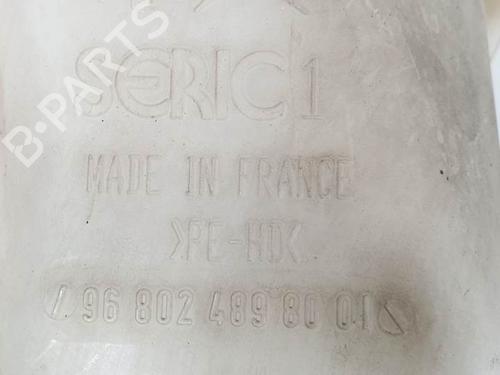 B-PARTS
SERIC 1
MADE IN FRANCE
>PE-HD<
96 802 489 80 01